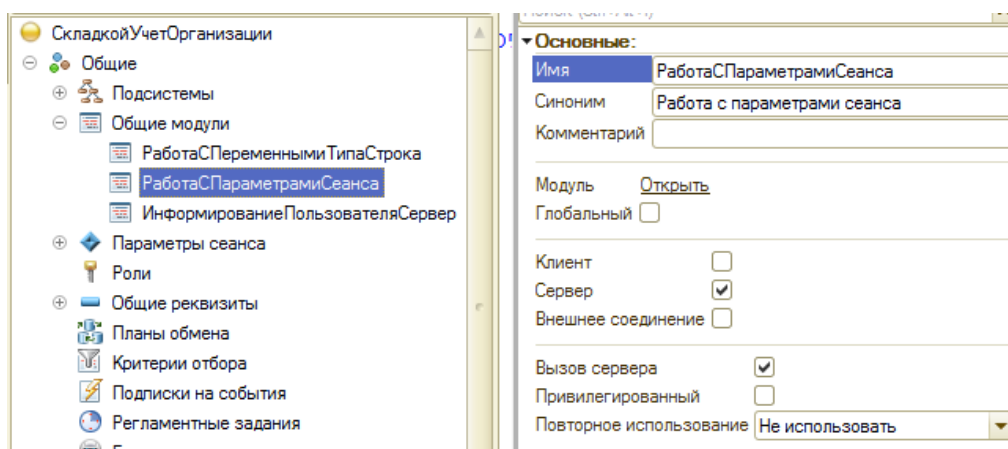 СкладкойУчетОрганизации
Общие
Подсистемы
Общие модули
РаботаСПеременнымиТипаСтрока
РаботаСПараметрамиСеанса
ИнформированиеПользователяСервер
Параметры сеанса
Роли
Общие реквизиты
Планы обмена
Критерии отбора
Подписки на события
Регламентные задания
Основные:
Имя РаботаСПараметрамиСеанса
Синоним Работа с параметрами сеанса
Комментарий
Модуль Открыть
Глобальный
Клиент
Сервер
Внешнее соединение
Вызов сервера
Привилегированный
Повторное использование Не использовать